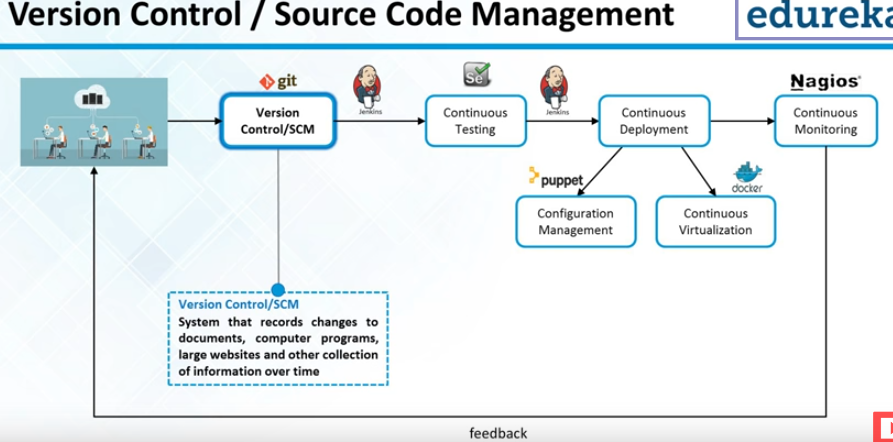 Version Control / Source Code Management
edureka
git
Jenkins
Se
Jenkins
Nagios®
Version
Control/SCM
Continuous
Testing
Continuous
Deployment
Continuous
Monitoring
puppet
docker
Configuration
Management
Continuous
Virtualization
Version Control/SCM
System that records changes to
documents, computer programs,
large websites and other collection
of information over time
feedback